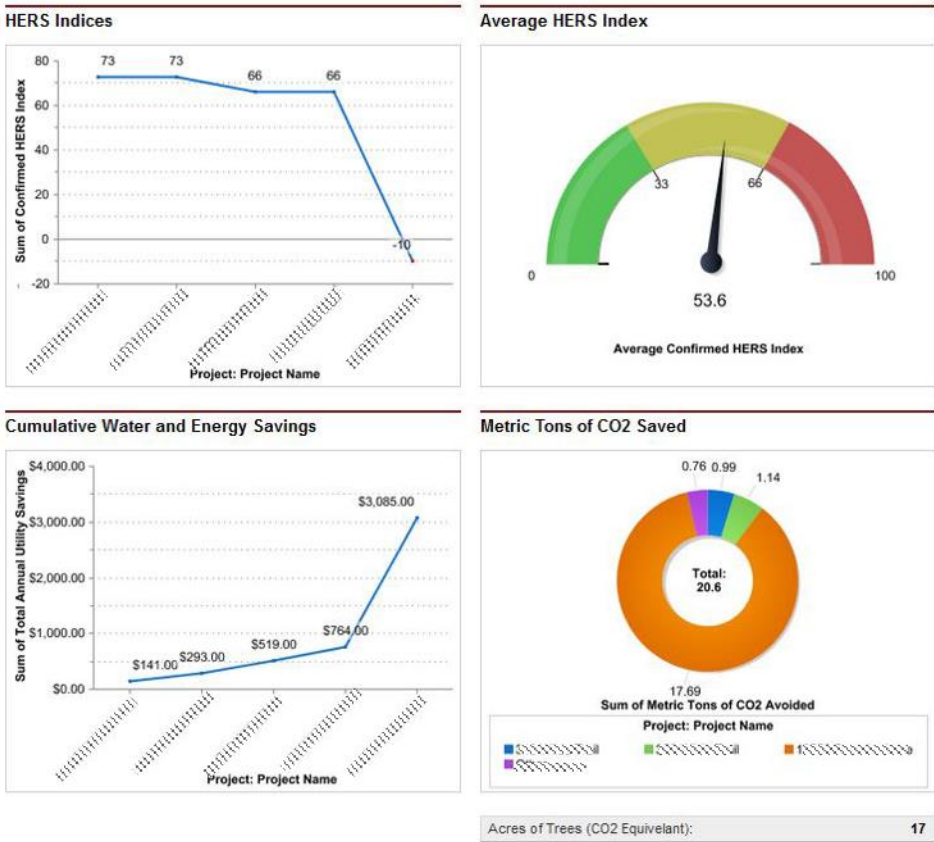 HERS Indices
Sum of Confirmed HERS Index
80
60
40
20
0
-20
73
73
66
66
-10
Project: Project Name
Average HERS Index
0
33
66
100
53.6
Average Confirmed HERS Index
Cumulative Water and Energy Savings
Sum of Total Annual Utility Savings
$4,000.00
$3,000.00
$2,000.00
$1,000.00
$0.00
$141.00
$293.00
$519.00
$764.00
$3,085.00
Project: Project Name
Metric Tons of CO2 Saved
0.76
0.99
1.14
Total:
20.6
17.69
Sum of Metric Tons of CO2 Avoided
Project: Project Name
Acres of Trees (CO2 Equivelant): 17